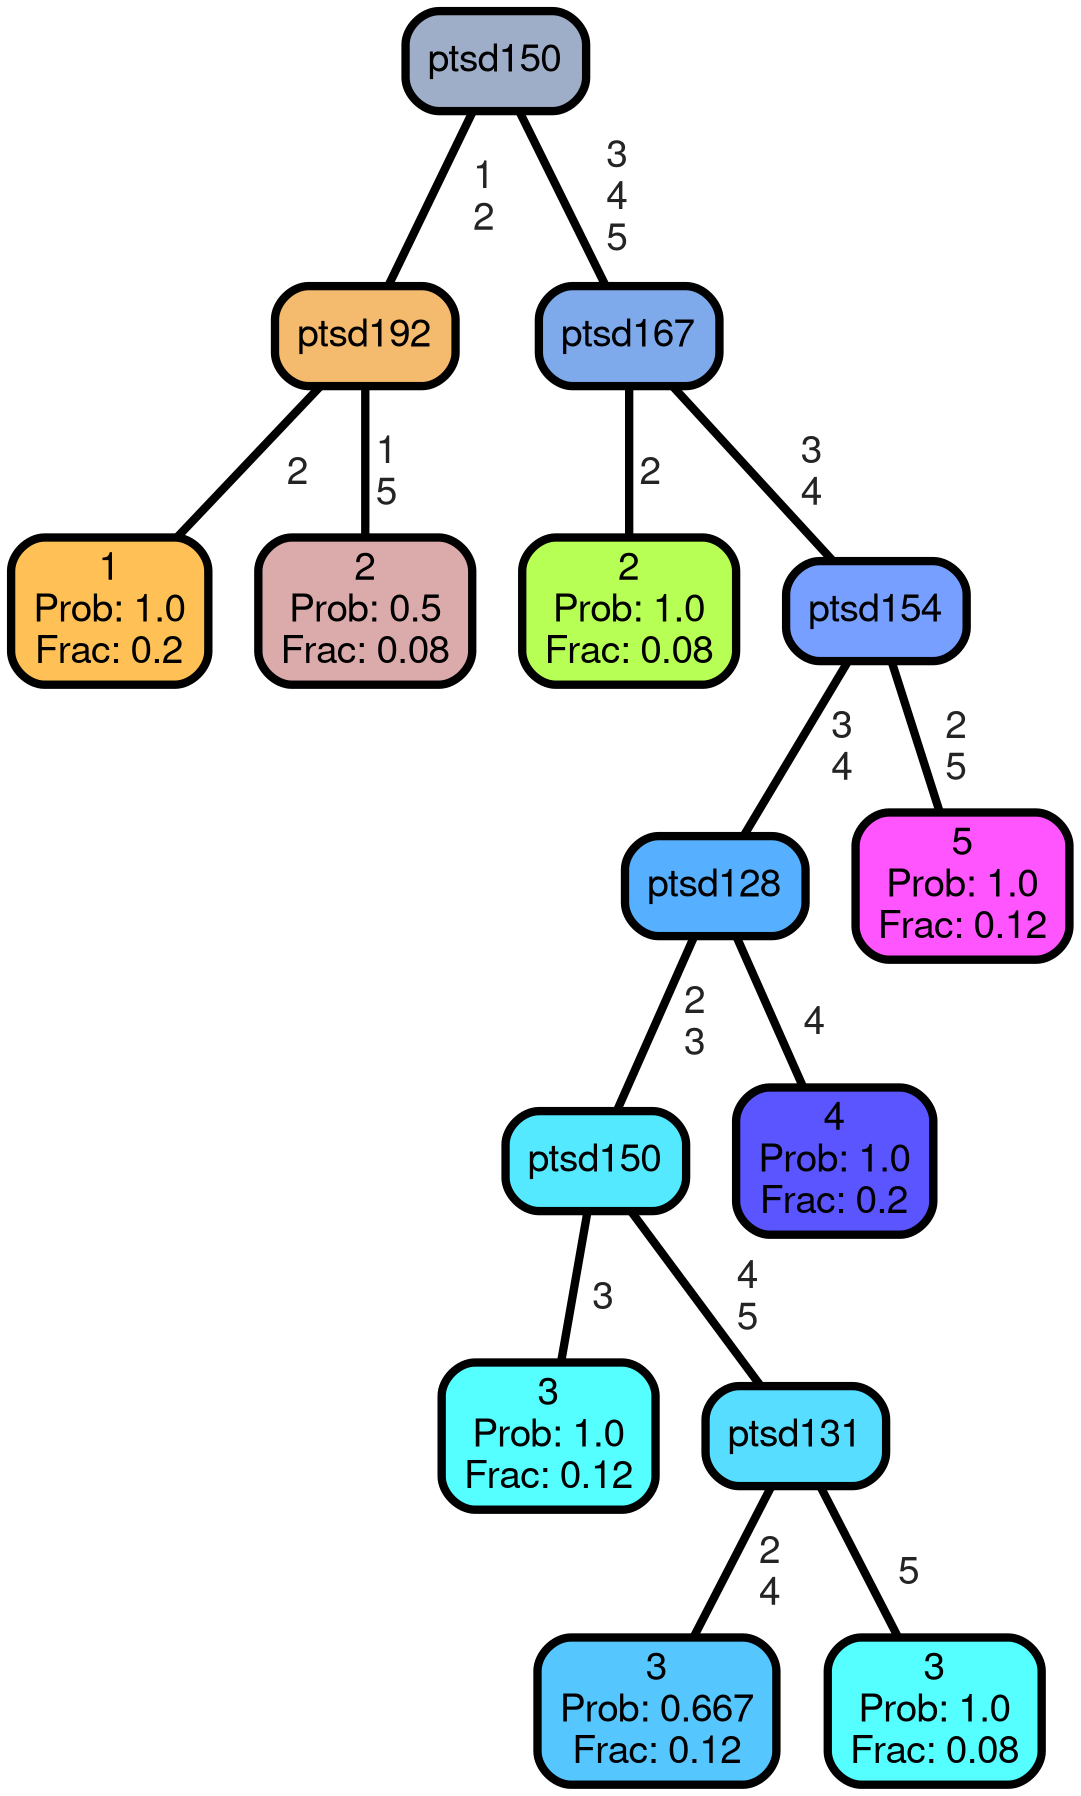 ptsd150
1
2
3
4
5
ptsd192
ptsd167
2
1
5
2
3
4
1
Prob: 1.0
Frac: 0.2
2
Prob: 0.5
Frac: 0.08
2
Prob: 1.0
Frac: 0.08
ptsd154
3
4
2
5
ptsd128
5
Prob: 1.0
Frac: 0.12
2
3
4
ptsd150
4
Prob: 1.0
Frac: 0.2
3
4
5
3
Prob: 1.0
Frac: 0.12
ptsd131
2
4
5
3
Prob: 0.667
Frac: 0.12
3
Prob: 1.0
Frac: 0.08